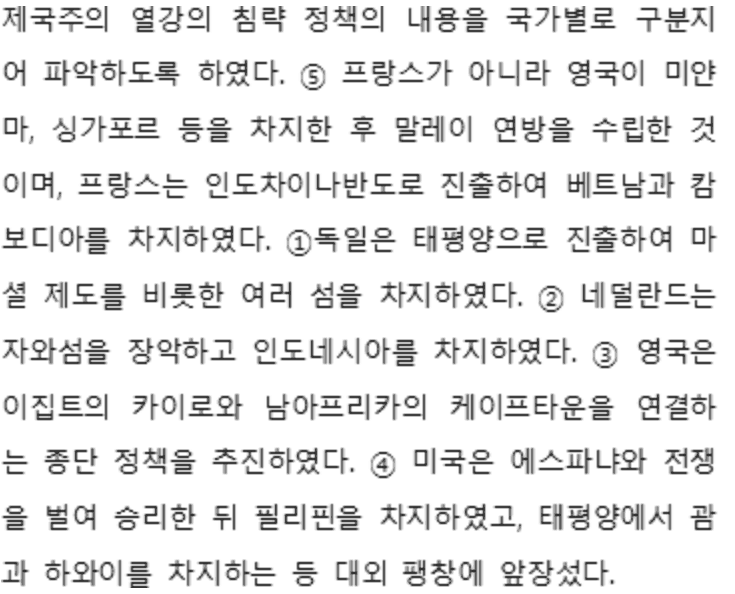 제국주의 열강의 침략 정책의 내용을 국가별로 구분지
어 파악하도록 하였다. ⑤ 프랑스가 아니라 영국이 미얀
마, 싱가포르 등을 차지한 후 말레이 연방을 수립한 것
이며, 프랑스는 인도차이나반도로 진출하여 베트남과 캄
보디아를 차지하였다. ①독일은 태평양으로 진출하여 마
셜 제도를 비롯한 여러 섬을 차지하였다. ② 네덜란드는
자와섬을 장악하고 인도네시아를 차지하였다. ③ 영국은
이집트의 카이로와 남아프리카의 케이프타운을 연결하
는 종단 정책을 추진하였다. ④ 미국은 에스파냐와 전쟁
을 벌여 승리한 뒤 필리핀을 차지하였고, 태평양에서 괌
과 하와이를 차지하는 등 대외 팽창에 앞장섰다.